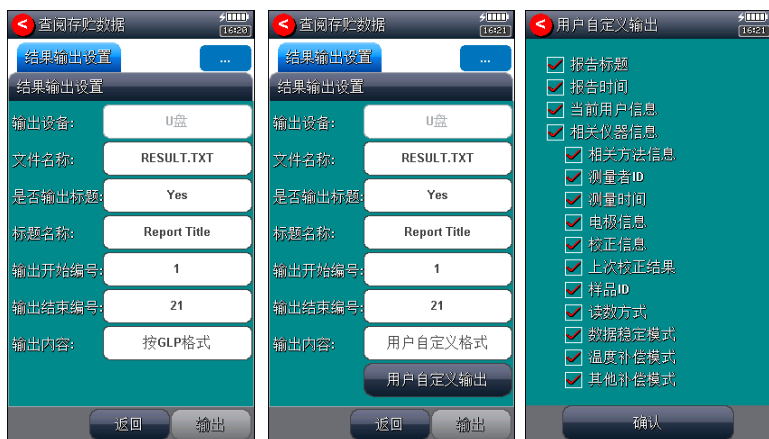 查阅存贮数据
16:20
结果输出设置
...
结果输出设置
输出设备:
U盘
文件名称:
RESULT.TXT
是否输出标题:
Yes
标题名称:
Report Title
输出开始编号:
1
输出结束编号:
21
输出内容:
按GLP格式
返回
输出
查阅存贮数据
16:21
结果输出设置
...
结果输出设置
输出设备:
U盘
文件名称:
RESULT.TXT
是否输出标题:
Yes
标题名称:
Report Title
输出开始编号:
1
输出结束编号:
21
输出内容:
用户自定义格式
用户自定义输出
返回
输出
用户自定义输出
16:21
报告标题
报告时间
当前用户信息
相关仪器信息
相关方法信息
测量者ID
测量时间
电极信息
校正信息
上次校正结果
样品ID
读数方式
数据稳定模式
温度补偿模式
其他补偿模式
确认